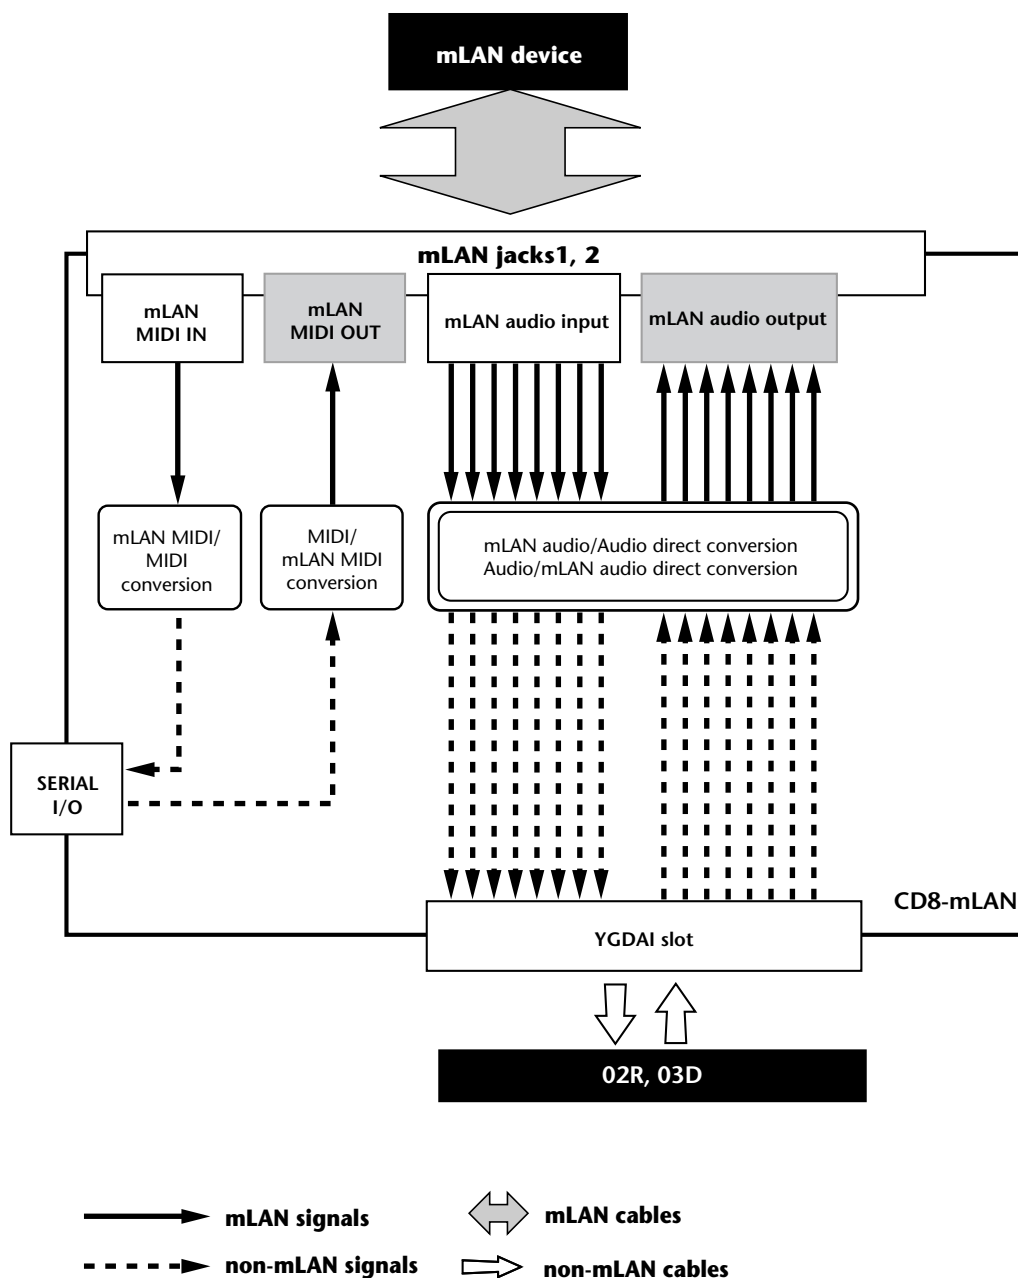 mLAN device
mLAN jacks1, 2
mLAN
MIDI IN
mLAN
MIDI OUT
mLAN audio input
mLAN audio output
mLAN MIDI/
MIDI
conversion
MIDI/
mLAN MIDI
conversion
mLAN audio/Audio direct conversion
Audio/mLAN audio direct conversion
SERIAL
I/O
CD8-mLAN
YGDAI slot
02R, 03D
mLAN signals
mLAN cables
non-mLAN signals
non-mLAN cables